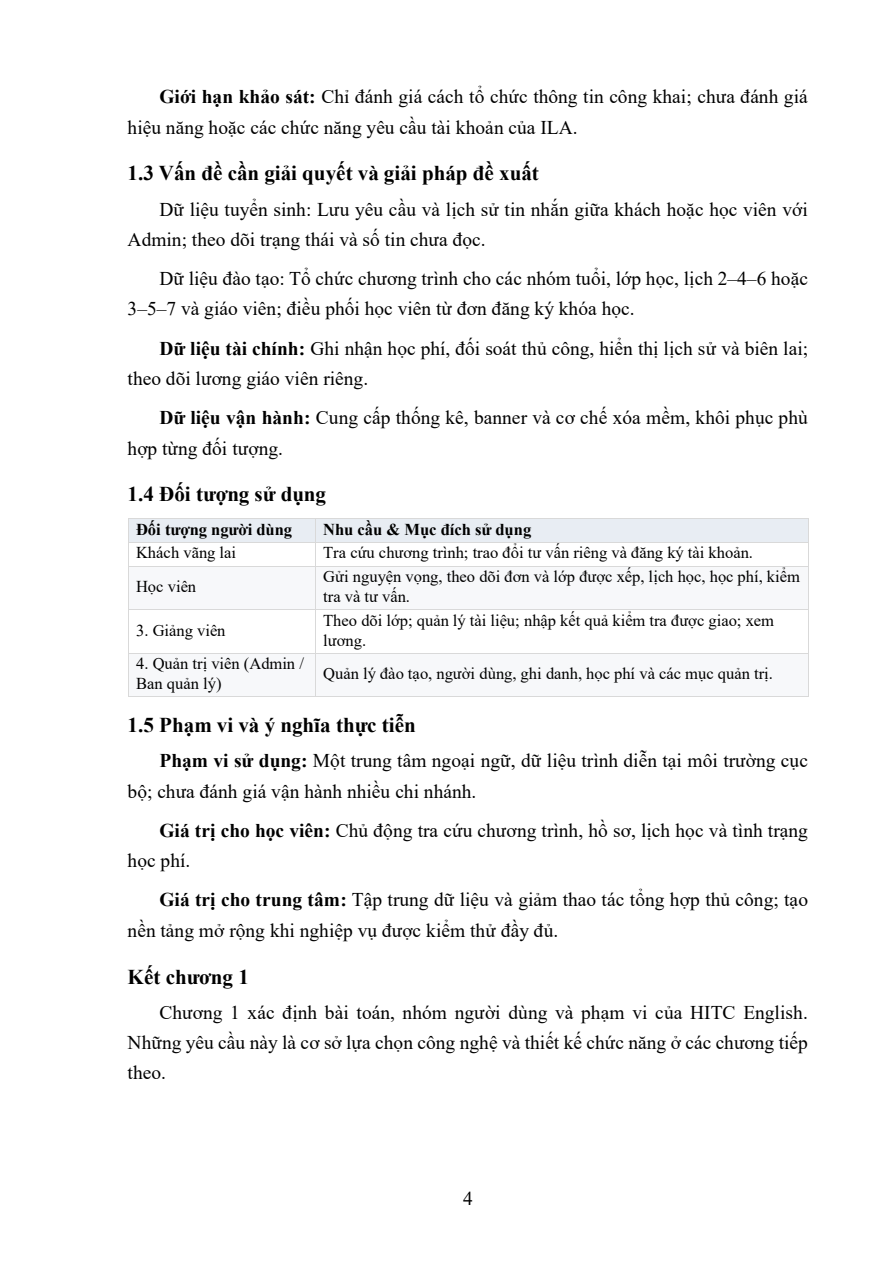 Giới hạn khảo sát: Chỉ đánh giá cách tổ chức thông tin công khai; chưa đánh giá
hiệu năng hoặc các chức năng yêu cầu tài khoản của ILA.
1.3 Vấn đề cần giải quyết và giải pháp đề xuất
Dữ liệu tuyển sinh: Lưu yêu cầu và lịch sử tin nhắn giữa khách hoặc học viên với
Admin; theo dõi trạng thái và số tin chưa đọc.
Dữ liệu đào tạo: Tổ chức chương trình cho các nhóm tuổi, lớp học, lịch 2–4–6 hoặc
3–5–7 và giáo viên; điều phối học viên từ đơn đăng ký khóa học.
Dữ liệu tài chính: Ghi nhận học phí, đối soát thủ công, hiển thị lịch sử và biên lai;
theo dõi lương giáo viên riêng.
Dữ liệu vận hành: Cung cấp thống kê, banner và cơ chế xóa mềm, khôi phục phù
hợp từng đối tượng.
1.4 Đối tượng sử dụng
Đối tượng người dùng Nhu cầu & Mục đích sử dụng
Khách vãng lai Tra cứu chương trình; trao đổi tư vấn riêng và đăng ký tài khoản.
Học viên Gửi nguyện vọng, theo dõi đơn và lớp được xếp, lịch học, học phí, kiểm
tra và tư vấn.
3. Giảng viên Theo dõi lớp; quản lý tài liệu; nhập kết quả kiểm tra được giao; xem
lương.
4. Quản trị viên (Admin /
Ban quản lý) Quản lý đào tạo, người dùng, ghi danh, học phí và các mục quản trị.
1.5 Phạm vi và ý nghĩa thực tiễn
Phạm vi sử dụng: Một trung tâm ngoại ngữ, dữ liệu trình diễn tại môi trường cục
bộ; chưa đánh giá vận hành nhiều chi nhánh.
Giá trị cho học viên: Chủ động tra cứu chương trình, hồ sơ, lịch học và tình trạng
học phí.
Giá trị cho trung tâm: Tập trung dữ liệu và giảm thao tác tổng hợp thủ công; tạo
nền tảng mở rộng khi nghiệp vụ được kiểm thử đầy đủ.
Kết chương 1
Chương 1 xác định bài toán, nhóm người dùng và phạm vi của HITC English.
Những yêu cầu này là cơ sở lựa chọn công nghệ và thiết kế chức năng ở các chương tiếp
theo.
4